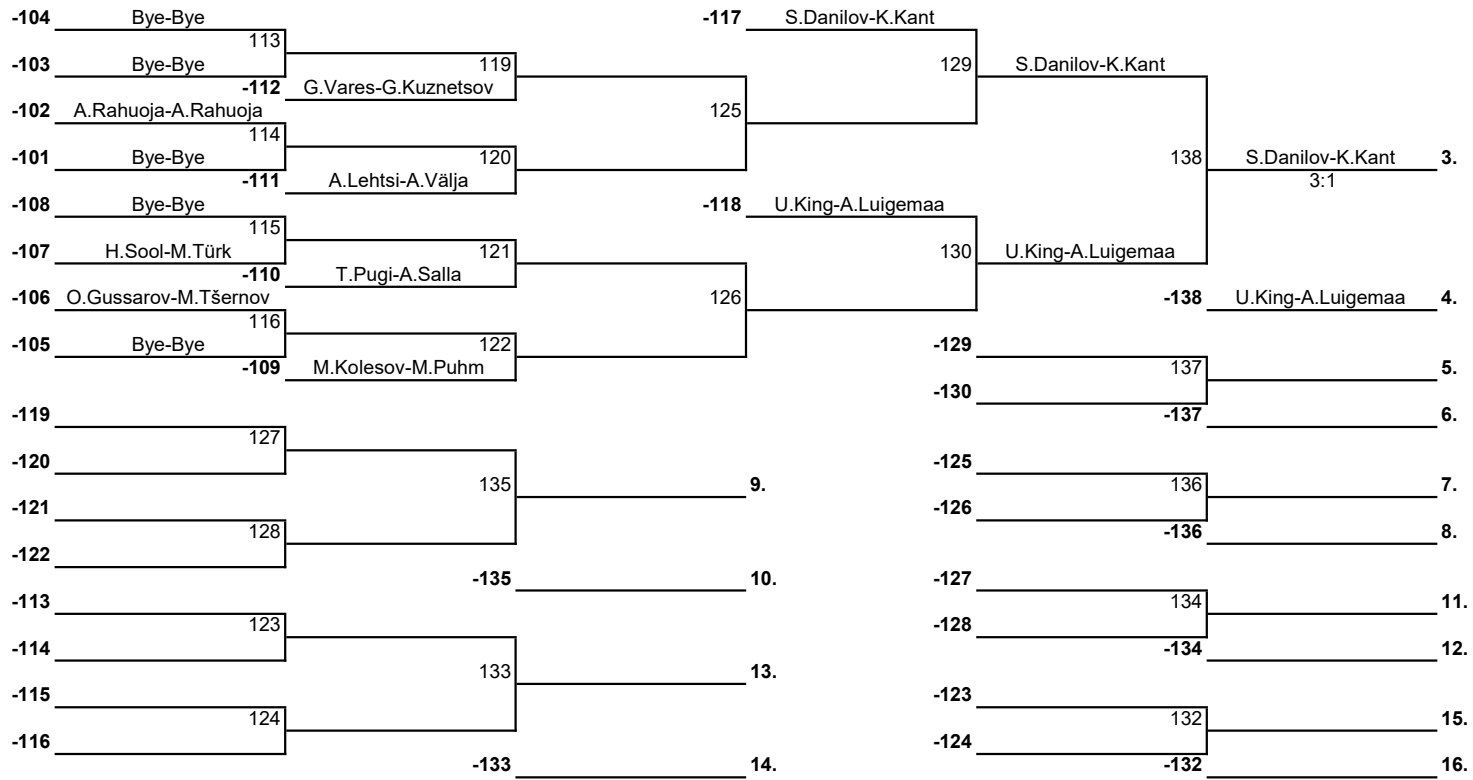 -104 Bye-Bye -117 S.Danilov-K.Kant
113
-103 Bye-Bye 119 129 S.Danilov-K.Kant
-112 G.Vares-G.Kuznetsov
-102 A.Rahuoja-A.Rahuoja 125
114
-101 Bye-Bye 120 138 S.Danilov-K.Kant 3.
-111 A.Lehtsi-A.Välja 3:1
-108 Bye-Bye -118 U.King-A.Luigemaa
115
-107 H.Sool-M.Türk 121 130 U.King-A.Luigemaa
-110 T.Pugi-A.Salla
-106 O.Gussarov-M.Tšernov 126 -138 U.King-A.Luigemaa 4.
116
-105 Bye-Bye 122 -129
-109 M.Kolesov-M.Puhm 137 5.
-130
-119 -137 6.
127
-120 -125
135 9. 136 7.
-121 -126
128 -136 8.
-122
-135 10. -127
-113 134 11.
123 -128
-114 -134 12.
133 13.
-115 -123
124 132 15.
-116 -124
-133 14. -132 16.